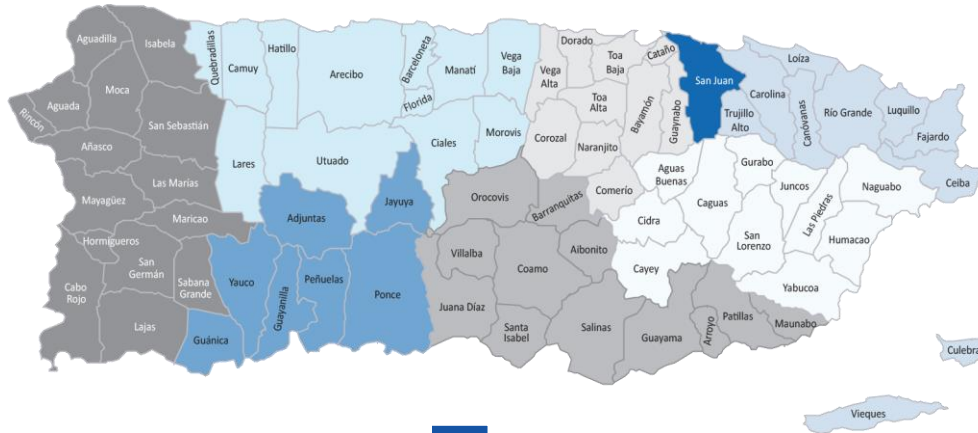 Aguadilla
Isabela
Quebradillas
Camuy
Hatillo
Arecibo
Barceloneta
Florida
Manatí
Vega
Baja
Vega
Alta
Dorado
Toa
Baja
Toa
Alta
Cataño
Bayamón
Guaynabo
San Juan
Trujillo
Alto
Carolina
Loíza
Canóvanas
Río Grande
Luquillo
Fajardo
Ceiba
Rincón
Aguada
Moca
San Sebastián
Añasco
Mayagüez
Las Marías
Maricao
Hormigueros
San
Germán
Sabana
Grande
Cabo
Rojo
Lajas
Lares
Utuado
Ciales
Morovis
Corozal
Naranjito
Comerío
Adjuntas
Jayuya
Yauco
Guánica
Guayanilla
Peñuelas
Ponce
Orocovis
Barranquitas
Villalba
Coamo
Aibonito
Juana Díaz
Santa
Isabel
Salinas
Guayama
Arroyo
Patillas
Maunabo
Aguas
Buenas
Cidra
Cayey
Caguas
Gurabo
San
Lorenzo
Juncos
Las Piedras
Naguabo
Humacao
Yabucoa
Culebra
Vieques